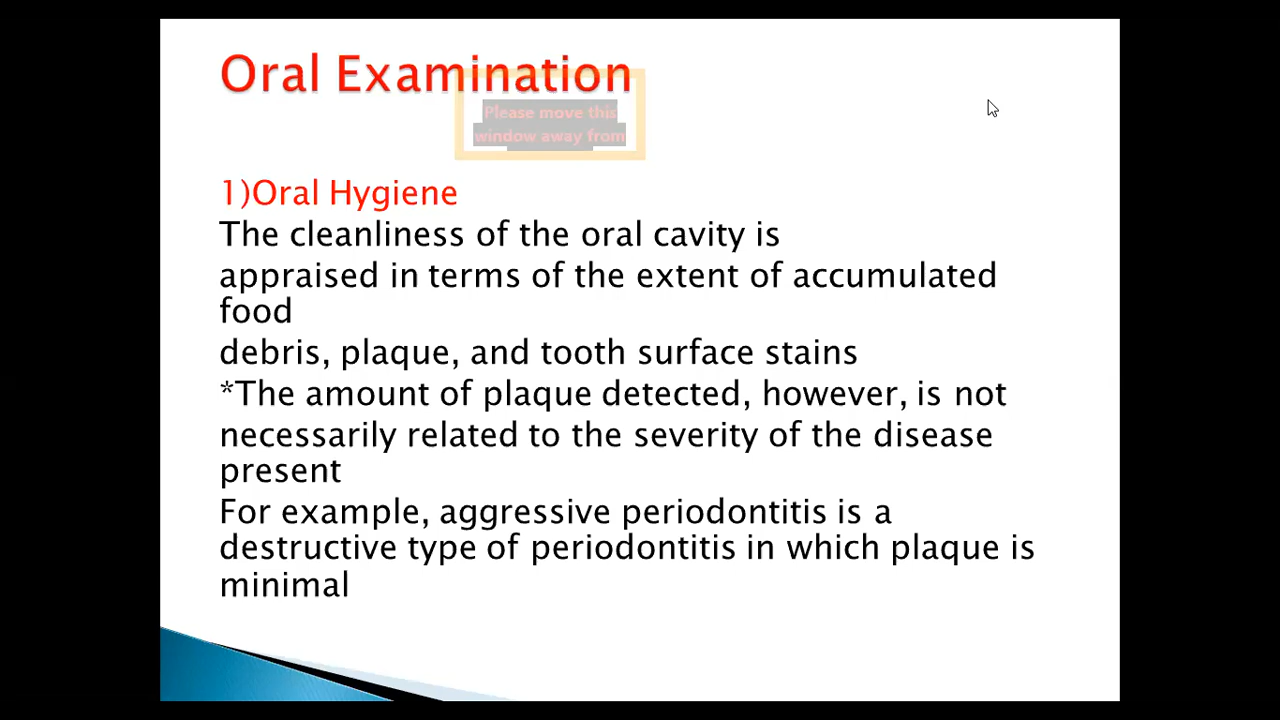 Oral Examination
Please move this
window away from
1)Oral Hygiene
The cleanliness of the oral cavity is
appraised in terms of the extent of accumulated
food
debris, plaque, and tooth surface stains
*The amount of plaque detected, however, is not
necessarily related to the severity of the disease
present
For example, aggressive periodontitis is a
destructive type of periodontitis in which plaque is
minimal